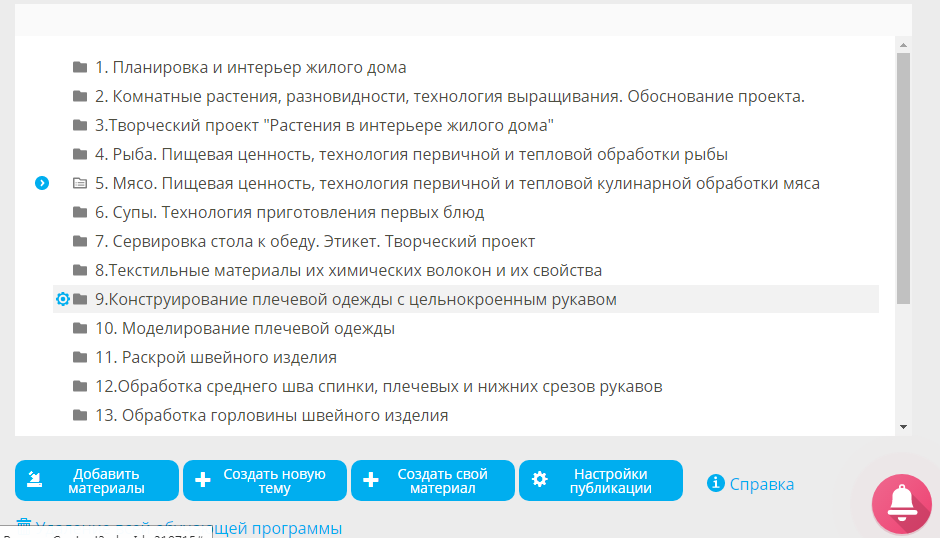 1. Планировка и интерьер жилого дома
2. Комнатные растения, разновидности, технология выращивания. Обоснование проекта.
3.Творческий проект "Растения в интерьере жилого дома"
4. Рыба. Пищевая ценность, технология первичной и тепловой обработки рыбы
5. Мясо. Пищевая ценность, технология первичной и тепловой кулинарной обработки мяса
6. Супы. Технология приготовления первых блюд
7. Сервировка стола к обеду. Этикет. Творческий проект
8.Текстильные материалы их химических волокон и их свойства
9.Конструирование плечевой одежды с цельнокроенным рукавом
10. Моделирование плечевой одежды
11. Раскрой швейного изделия
12.Обработка среднего шва спинки, плечевых и нижних срезов рукавов
13. Обработка горловины швейного изделия
Добавить материалы
Создать новую тему
Создать свой материал
Настройки публикации
Справка
программы